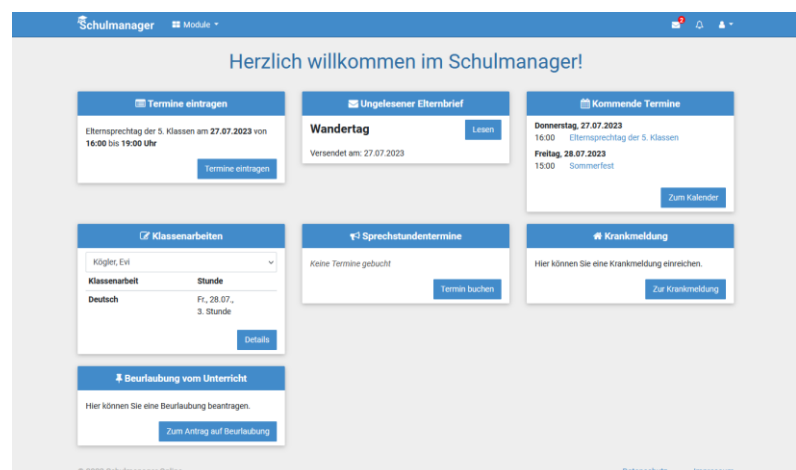 Schulmanager
Module
2
Herzlich willkommen im Schulmanager!
Termine eintragen
Elternsprechtag der 5. Klassen am 27.07.2023 von
16:00 bis 19:00 Uhr
Termine eintragen
Ungelesener Elternbrief
Wandertag
Lesen
Versendet am: 27.07.2023
Kommende Termine
Donnerstag, 27.07.2023
16:00 Elternsprechtag der 5. Klassen
Freitag, 28.07.2023
15:00 Sommerfest
Zum Kalender
Klassenarbeiten
Kögler, Evi
Klassenarbeit Stunde
Deutsch Fr., 28.07.,
3. Stunde
Details
Sprechstundentermine
Keine Termine gebucht
Termin buchen
Krankmeldung
Hier können Sie eine Krankmeldung einreichen.
Zur Krankmeldung
Beurlaubung vom Unterricht
Hier können Sie eine Beurlaubung beantragen.
Zum Antrag auf Beurlaubung